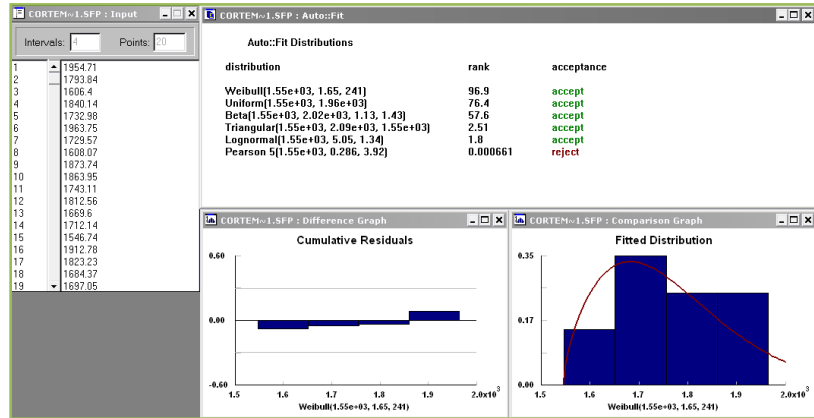 CORTEM~1.SFP : Input
Intervals: 4 Points: 20
1 1954.71
2 1793.84
3 1606.4
4 1840.14
5 1732.98
6 1963.75
7 1729.57
8 1608.07
9 1873.74
10 1863.95
11 1743.11
12 1812.56
13 1669.6
14 1712.14
15 1546.74
16 1912.78
17 1823.23
18 1684.37
19 1697.05
CORTEM~1.SFP : Auto::Fit
Auto::Fit Distributions
distribution rank acceptance
Weibull(1.55e+03, 1.65, 241) 96.9 accept
Uniform(1.55e+03, 1.96e+03) 76.4 accept
Beta(1.55e+03, 2.02e+03, 1.13, 1.43) 57.6 accept
Triangular(1.55e+03, 2.09e+03, 1.55e+03) 2.51 accept
Lognormal(1.55e+03, 5.05, 1.34) 1.8 accept
Pearson 5(1.55e+03, 0.286, 3.92) 0.000661 reject
CORTEM~1.SFP : Difference Graph
Cumulative Residuals
0.60
0.00
-0.60
1.5 1.6 1.7 1.8 1.9 2.0x10³
Weibull(1.55e+03, 1.65, 241)
CORTEM~1.SFP : Comparison Graph
Fitted Distribution
0.35
0.17
0.00
1.5 1.6 1.7 1.8 1.9 2.0x10³
Weibull(1.55e+03, 1.65, 241)